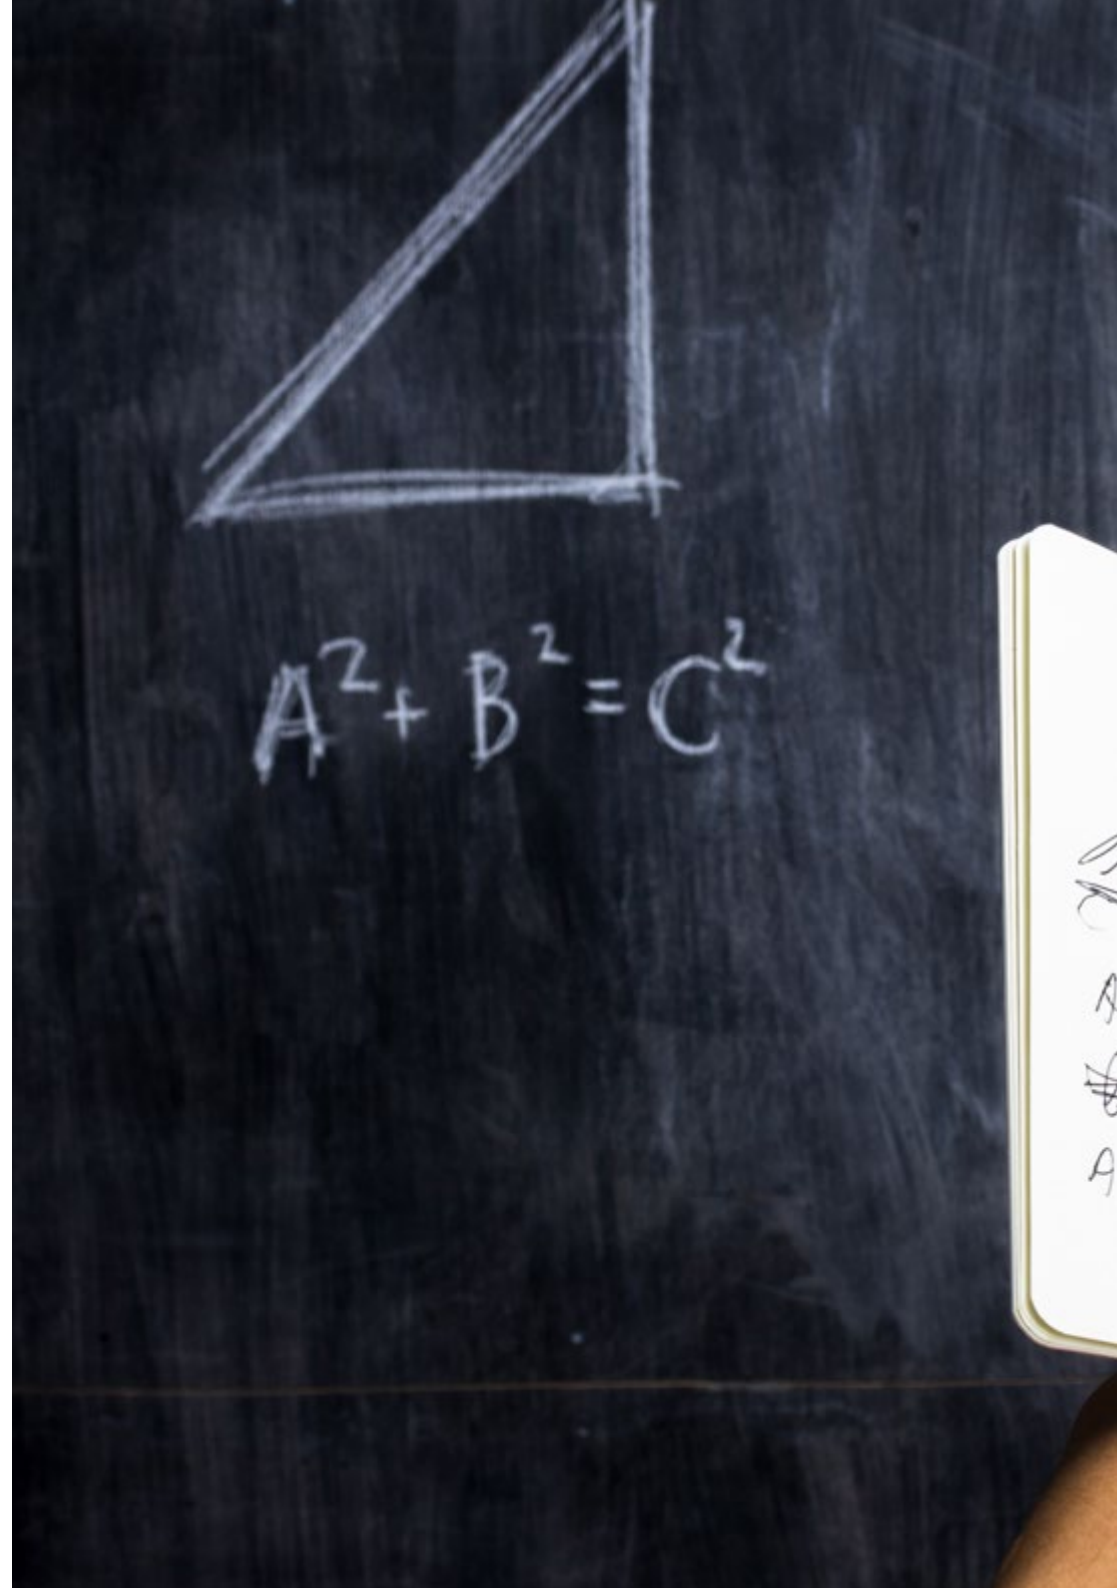 A² + B² = C²